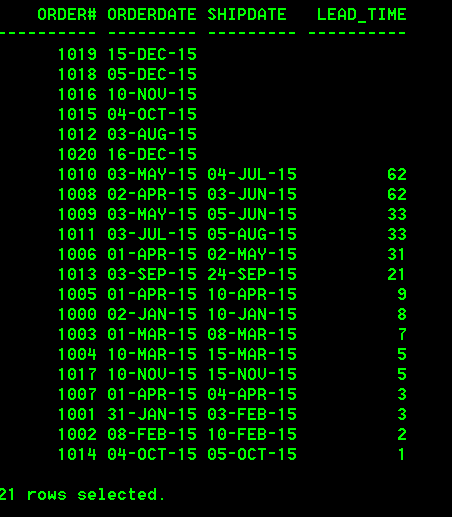 ORDER# ORDERDATE SHIPDATE LEAD_TIME
---------- --------- --------- ----------
1019 15-DEC-15
1018 05-DEC-15
1016 10-NOV-15
1015 04-OCT-15
1012 03-AUG-15
1020 16-DEC-15
1010 03-MAY-15 04-JUL-15 62
1008 02-APR-15 03-JUN-15 62
1009 03-MAY-15 05-JUN-15 33
1011 03-JUL-15 05-AUG-15 33
1006 01-APR-15 02-MAY-15 31
1013 03-SEP-15 24-SEP-15 21
1005 01-APR-15 10-APR-15 9
1000 02-JAN-15 10-JAN-15 8
1003 01-MAR-15 08-MAR-15 7
1004 10-MAR-15 15-MAR-15 5
1017 10-NOV-15 15-NOV-15 5
1007 01-APR-15 04-APR-15 3
1001 31-JAN-15 03-FEB-15 3
1002 08-FEB-15 10-FEB-15 2
1014 04-OCT-15 05-OCT-15 1
21 rows selected.